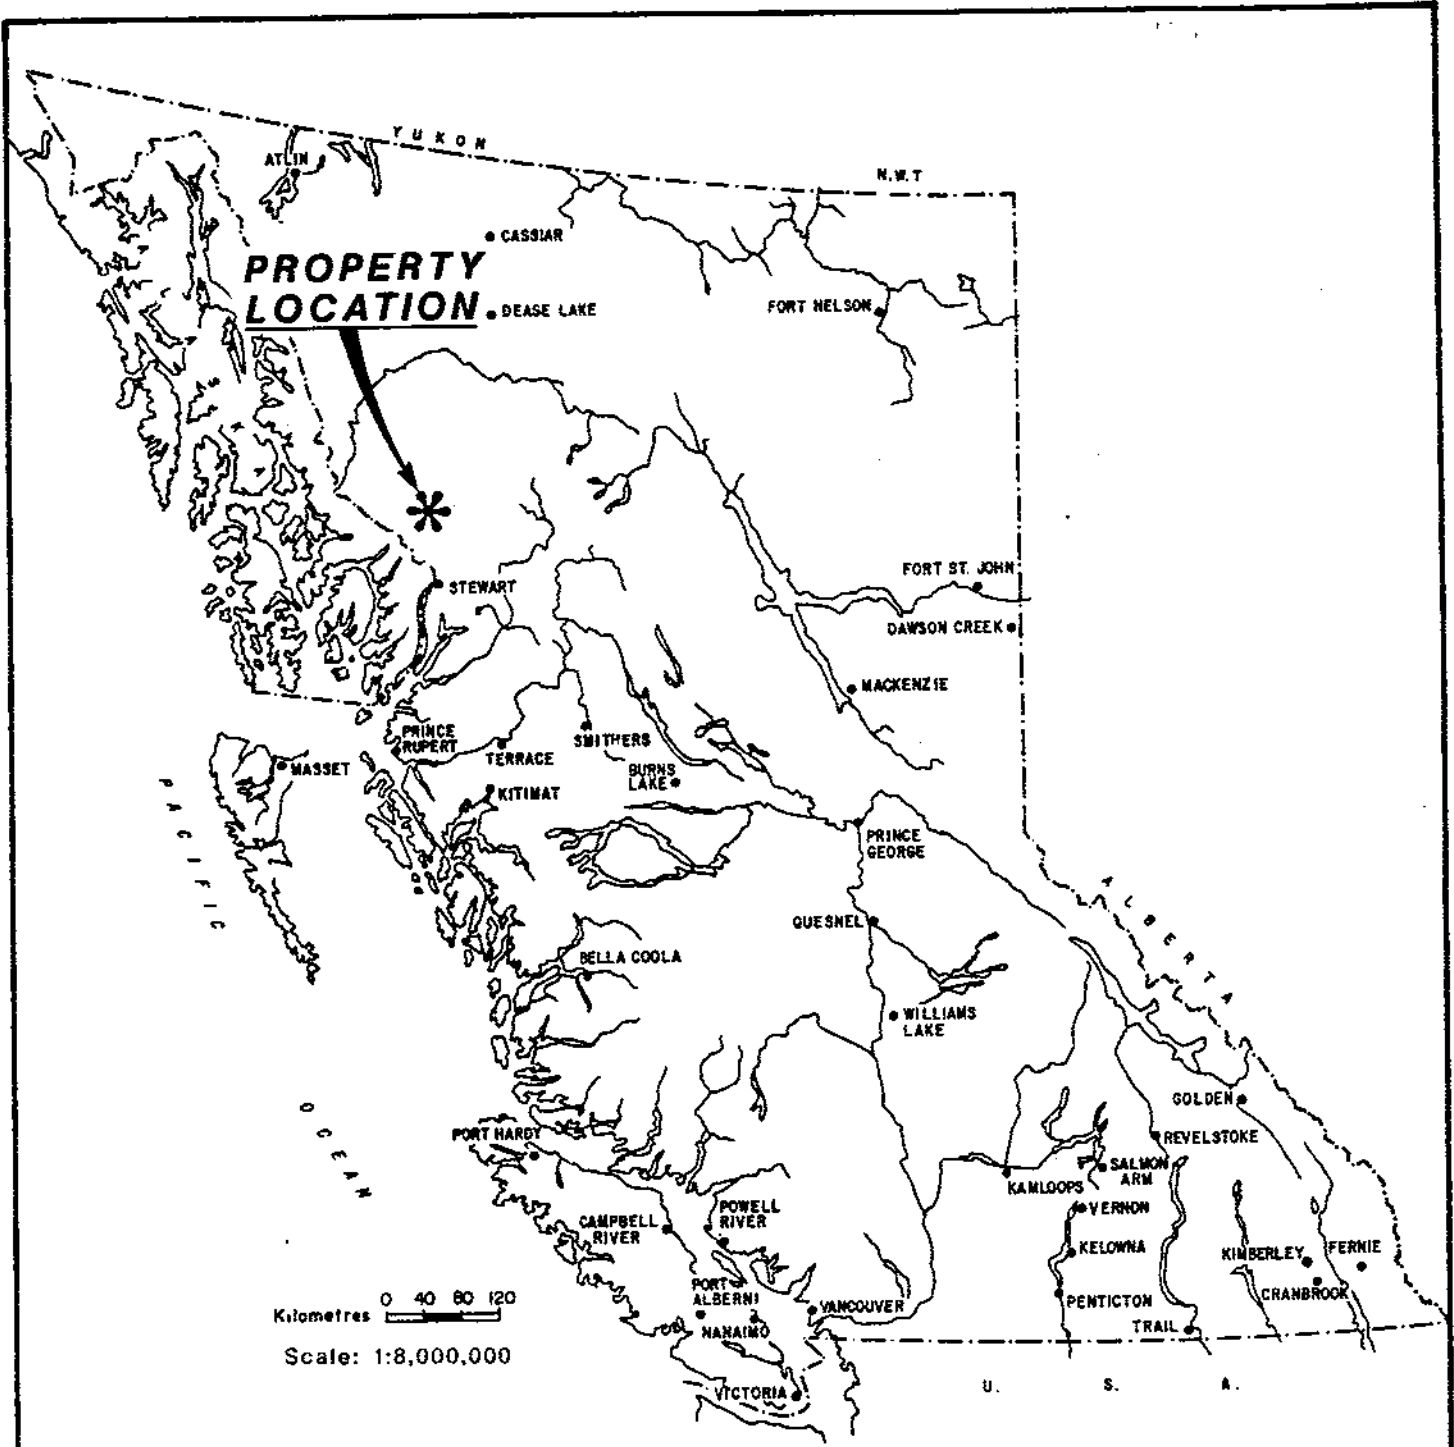 YUKON
N.W.T
ATLIN
CASSIAR
PROPERTY
LOCATION
DEASE LAKE
FORT NELSON
STEWART
FORT ST. JOHN
DAWSON CREEK
MACKENZIE
PRINCE
RUPERT
TERRACE
SMITHERS
MASSET
BURNS
LAKE
KITIMAT
PACIFIC
PRINCE
GEORGE
ALBERTA
QUESNEL
BELLA COOLA
WILLIAMS
LAKE
OCEAN
GOLDEN
PORT HARDY
REVELSTOKE
SALMON
ARM
KAMLOOPS
POWELL
RIVER
VERNON
CAMPBELL
RIVER
KELOWNA
KIMBERLEY
FERNIE
PORT
ALBERNI
CRANBROOK
Kilometres 0 40 80 120
PENTICTON
VANCOUVER
TRAIL
NANAIMO
Scale: 1:8,000,000
U. S. A.
VICTORIA